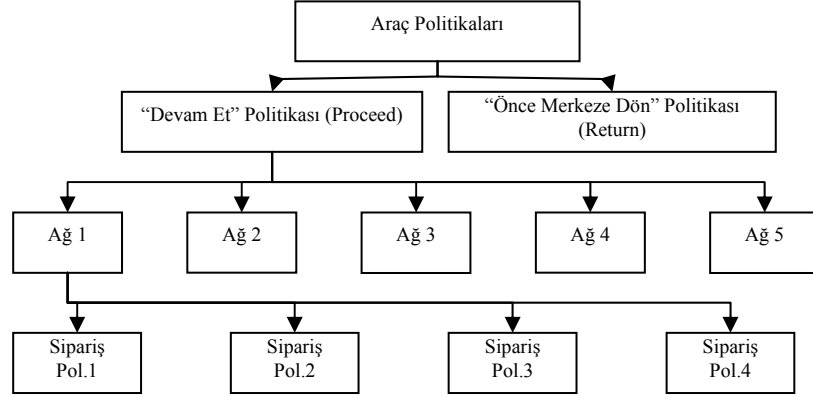 Araç Politikaları
“Devam Et” Politikası (Proceed)
“Önce Merkeze Dön” Politikası
(Return)
Ağ 1
Ağ 2
Ağ 3
Ağ 4
Ağ 5
Sipariş
Pol.1
Sipariş
Pol.2
Sipariş
Pol.3
Sipariş
Pol.4